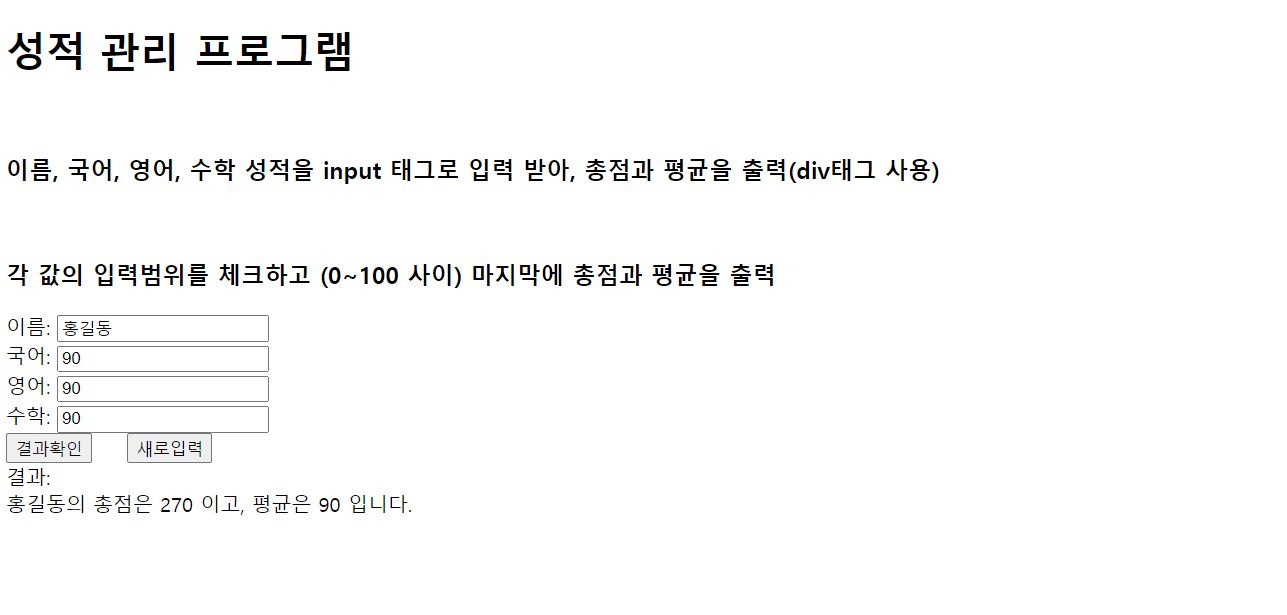 성적 관리 프로그램
이름, 국어, 영어, 수학 성적을 input 태그로 입력 받아, 총점과 평균을 출력(div태그 사용)
각 값의 입력범위를 체크하고 (0~100 사이) 마지막에 총점과 평균을 출력
이름: 홍길동
국어: 90
영어: 90
수학: 90
결과확인 새로입력
결과:
홍길동의 총점은 270 이고, 평균은 90 입니다.